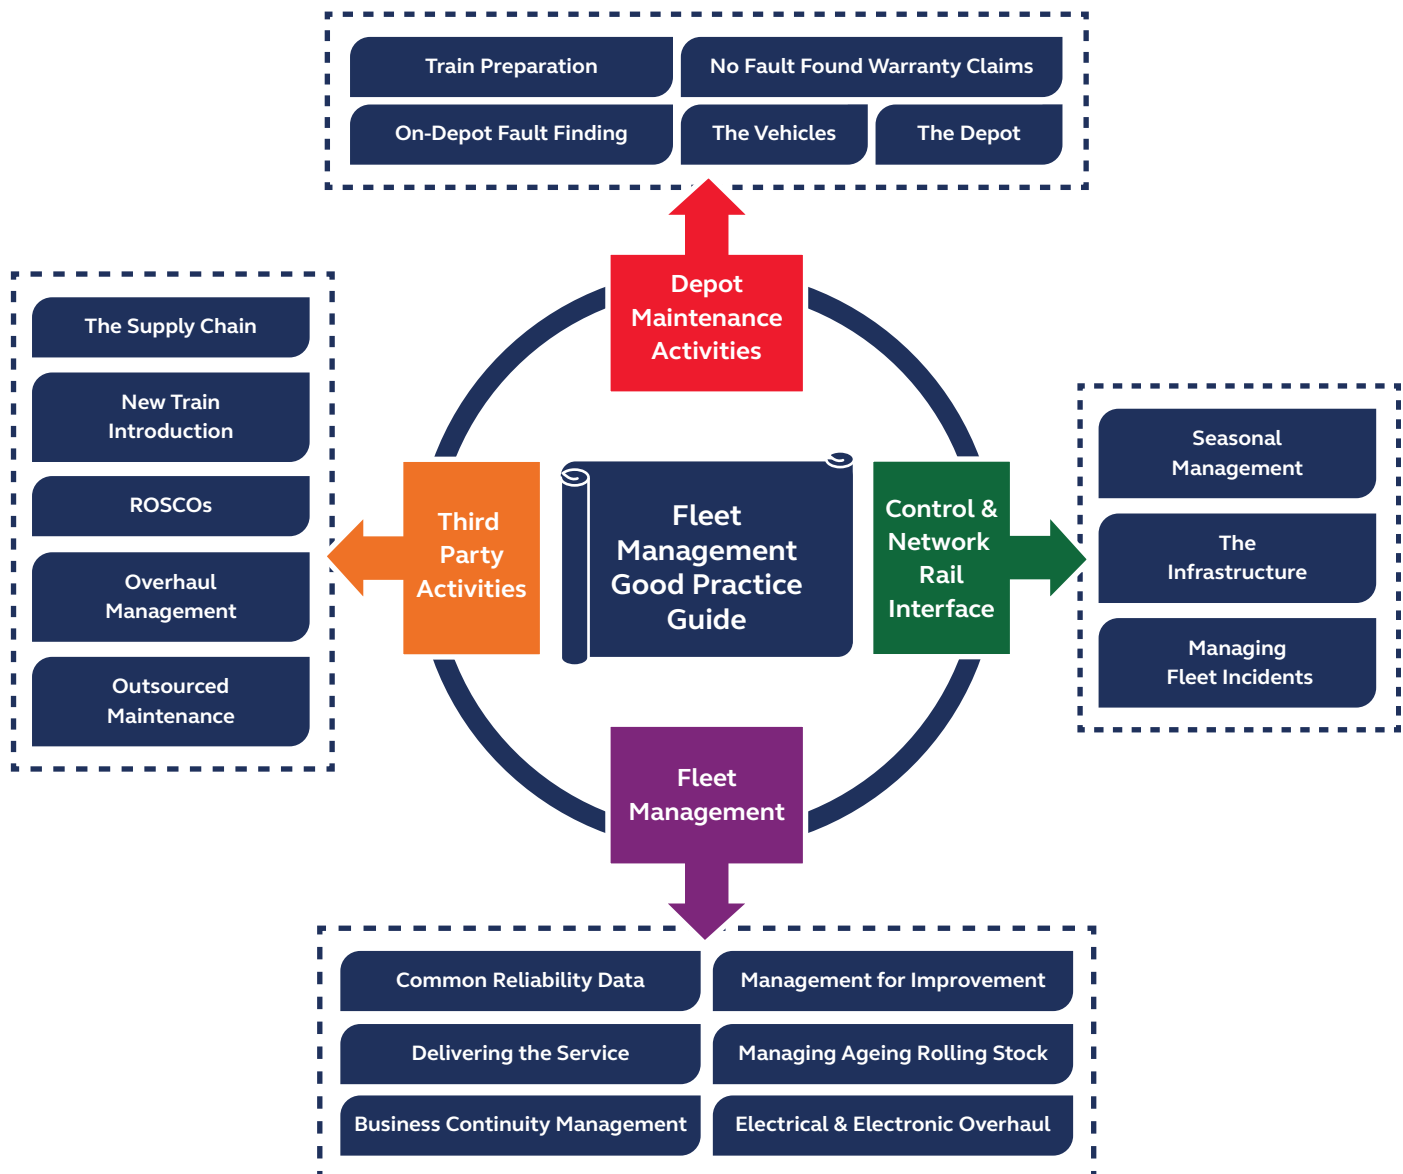 Train Preparation
No Fault Found Warranty Claims
On-Depot Fault Finding
The Vehicles
The Depot
Depot
Maintenance
Activities
The Supply Chain
New Train
Introduction
ROSCOs
Overhaul
Management
Outsourced
Maintenance
Third
Party
Activities
Fleet
Management
Good Practice
Guide
Control &
Network
Rail
Interface
Seasonal
Management
The
Infrastructure
Managing
Fleet Incidents
Fleet
Management
Common Reliability Data
Management for Improvement
Delivering the Service
Managing Ageing Rolling Stock
Business Continuity Management
Electrical & Electronic Overhaul